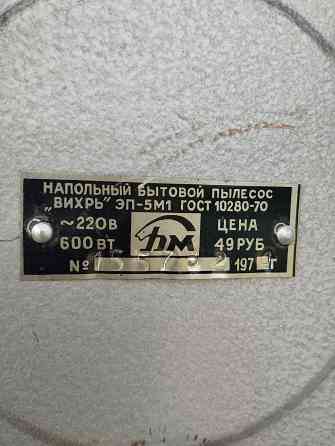 НАПОЛЬНЫЙ БЫТОВОЙ ПЫЛЕСОС
„ВИХРЬ" ЭП-5М1 ГОСТ 10280-70
~220В ЦЕНА
600 ВТ 49 РУБ
№ 197 Г